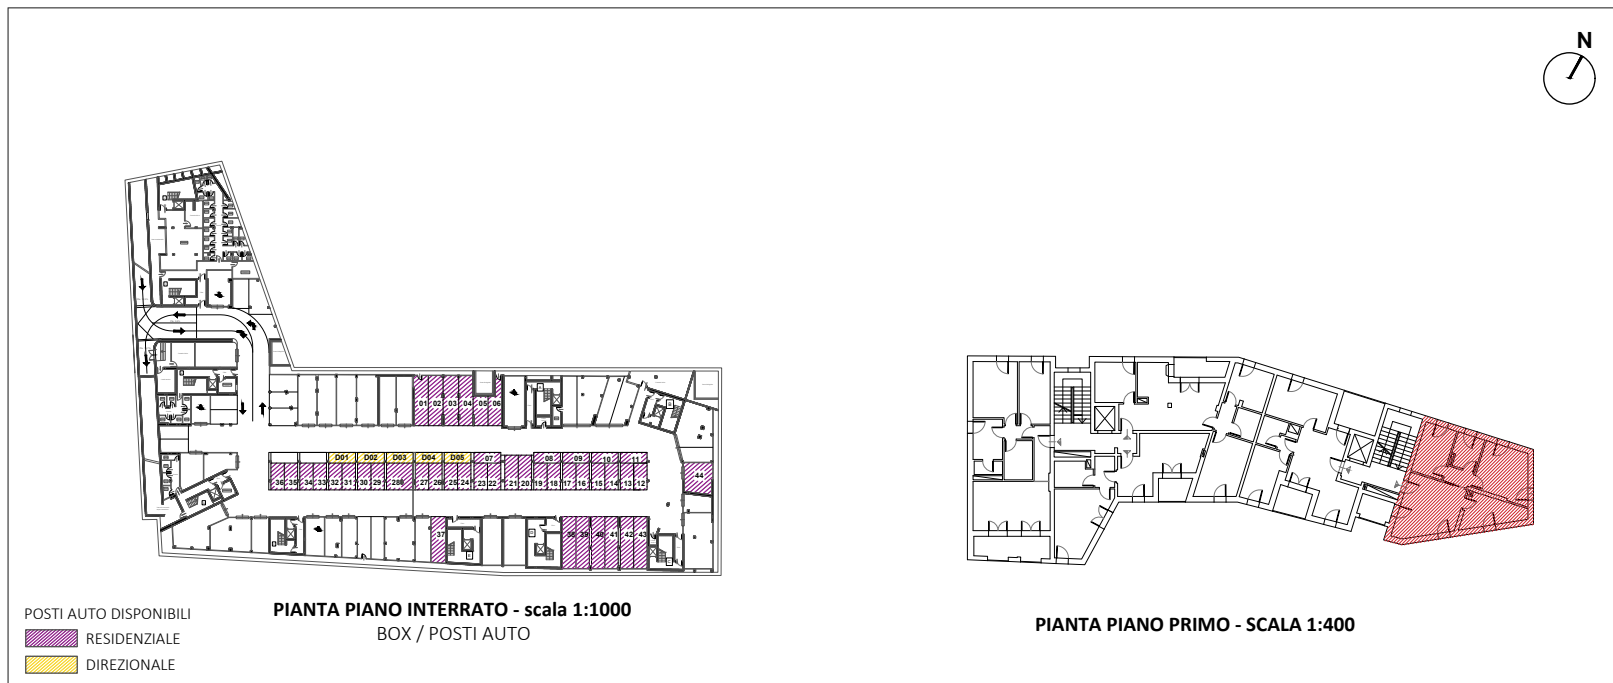 N
01 02 03 04 05 06
D01 D02 D03 D04 D05 07 08 09 10 11
36 35 34 33 32 31 30 29 28 27 26 25 24 23 22 21 20 19 18 17 16 15 14 13 12
44
37 38 39 40 41 42 43
PIANTA PIANO INTERRATO - scala 1:1000
BOX / POSTI AUTO
PIANTA PIANO PRIMO - SCALA 1:400
POSTI AUTO DISPONIBILI
RESIDENZIALE
DIREZIONALE